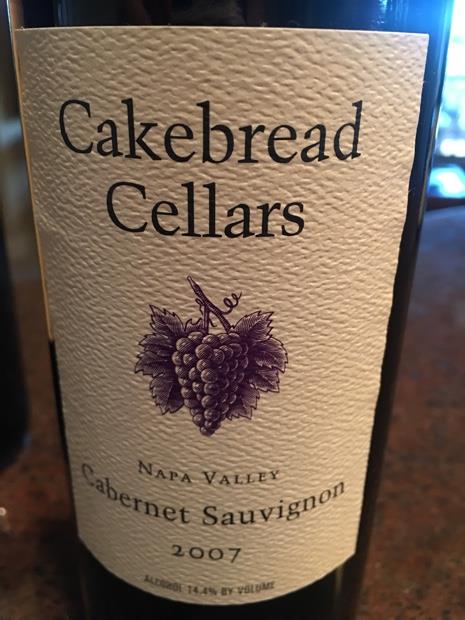 Cakebread
Cellars
NAPA VALLEY
Cabernet Sauvignon
2007
ALCOHOL 14.4% BY VOLUME